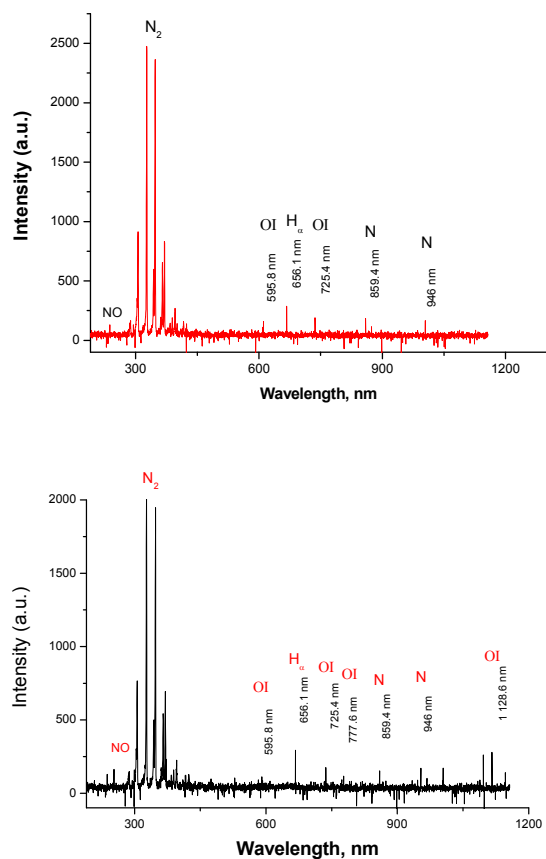 N₂
2500
2000
1500
1000
500
0
Intensity (a.u.)
NO
OI
595.8 nm
Hα
656.1 nm
OI
725.4 nm
N
859.4 nm
N
946 nm
300
600
900
1200
Wavelength, nm
N₂
2000
1500
1000
500
0
Intensity (a.u.)
NO
OI
595.8 nm
Hα
656.1 nm
OI
725.4 nm
OI
777.6 nm
N
859.4 nm
N
946 nm
OI
1 128.6 nm
300
600
900
1200
Wavelength, nm